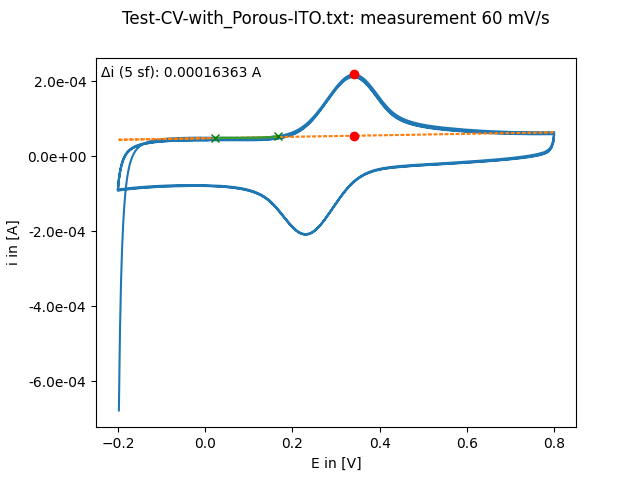 Test-CV-with_Porous-ITO.txt: measurement 60 mV/s
Δi (5 sf): 0.00016363 A
2.0e-04
0.0e+00
-2.0e-04
-4.0e-04
-6.0e-04
i in [A]
−0.2 0.0 0.2 0.4 0.6 0.8
E in [V]